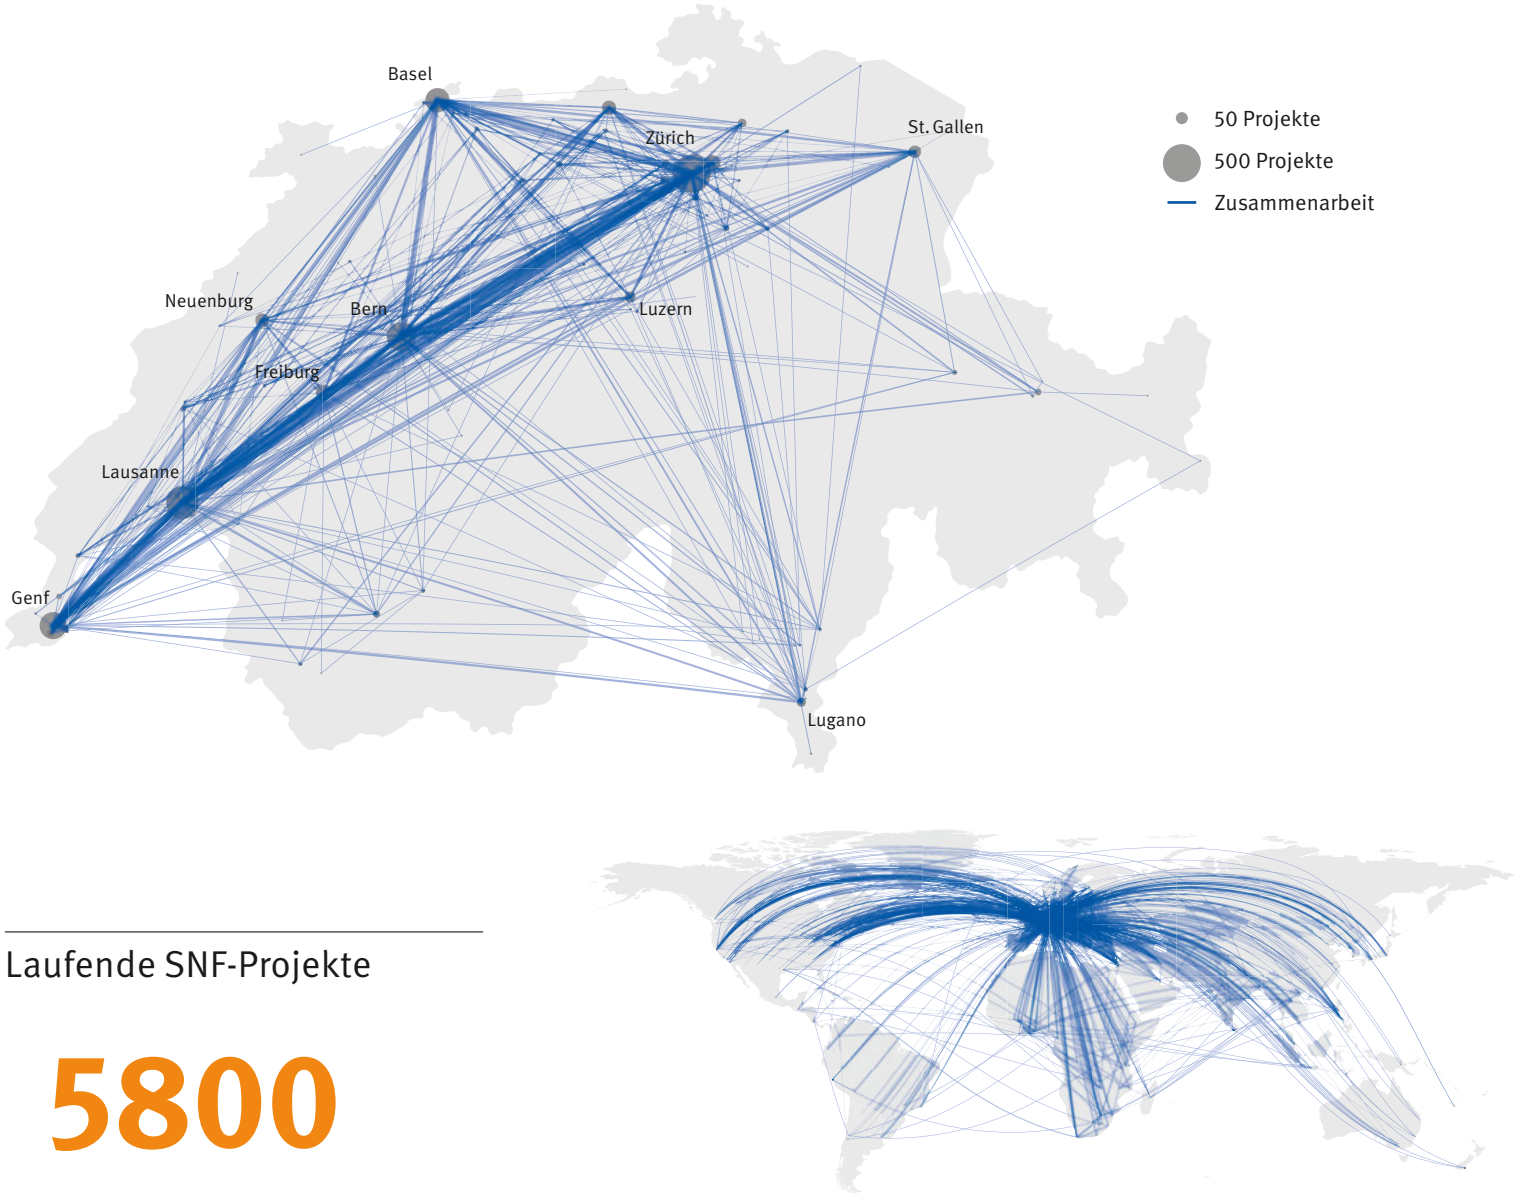 Basel
Zürich
St. Gallen
50 Projekte
500 Projekte
Zusammenarbeit
Neuenburg
Bern
Luzern
Freiburg
Lausanne
Genf
Lugano
Laufende SNF-Projekte
5800